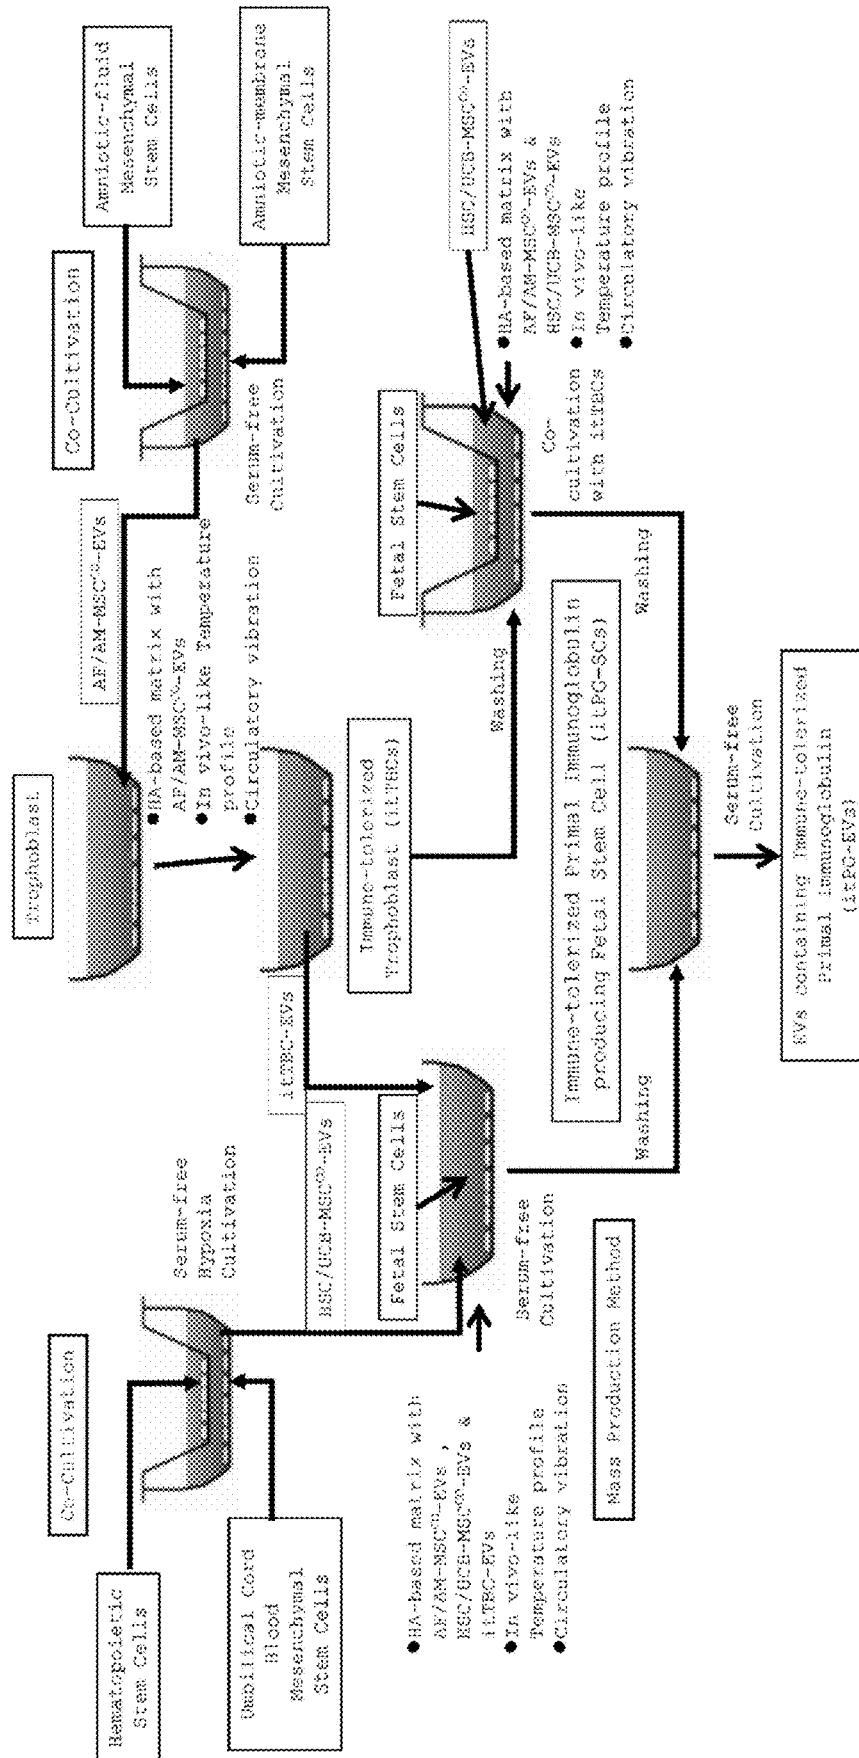 Hematopoietic
Stem Cells
Umbilical Cord
Blood
Mesenchymal
Stem Cells
Co-Cultivation
Serum-free
Hypoxia
Cultivation
HSC/UCB-MSC
-EVs
Trophoblast
AF/AM-MSC
-EVs
●HA-based matrix with
AF/AM-MSC
-EVs
●In vivo-like Temperature
profile
●Circulatory vibration
Co-Cultivation
Amniotic-fluid
Mesenchymal
Stem Cells
Amniotic-membrane
Mesenchymal
Stem Cells
Serum-free
Cultivation
itTBC-EVs
Immune-tolerized
Trophoblast (itTBCs)
Washing
●HA-based matrix with
AF/AM-MSC
-EVs,
HSC/UCB-MSC
-EVs &
itTBC-EVs
●In vivo-like
Temperature profile
●Circulatory vibration
Fetal Stem Cells
Serum-free
Cultivation
Mass Production Method
Washing
Fetal Stem Cells
HSC/UCB-MSC
-EVs
●HA-based matrix with
AF/AM-MSC
-EVs &
HSC/UCB-MSC
-EVs
●In vivo-like
Temperature profile
●Circulatory vibration
Co-
cultivation
with itTBCs
Washing
Immune-tolerized Primal Immunoglobulin
producing Fetal Stem Cell (itPG-SCs)
Serum-free
Cultivation
EVs containing Immune-tolerized
Primal Immunoglobulin
(itPG-EVs)